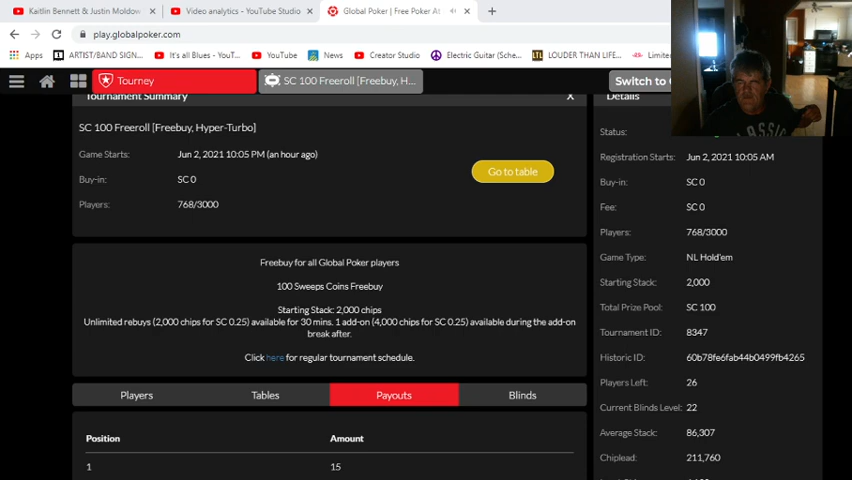 Kaitlin Bennett & Justin Moldow
Video analytics - YouTube Studio
Global Poker | Free Poker At
play.globalpoker.com
Apps
ARTIST/BAND SIGN...
It's all Blues - YouT...
YouTube
News
Creator Studio
Electric Guitar (Sche...
LTL
LOUDER THAN LIFE...
Limite
Tourney
SC 100 Freeroll [Freebuy, H...
Switch to
Tournament Summary
X
SC 100 Freeroll [Freebuy, Hyper-Turbo]
Game Starts: Jun 2, 2021 10:05 PM (an hour ago)
Buy-in: SC 0
Players: 768/3000
Go to table
Freebuy for all Global Poker players
100 Sweeps Coins Freebuy
Starting Stack: 2,000 chips
Unlimited rebuys (2,000 chips for SC 0.25) available for 30 mins. 1 add-on (4,000 chips for SC 0.25) available during the add-on
break after.
Click here for regular tournament schedule.
Players
Tables
Payouts
Blinds
Position Amount
1 15
Details
Status:
Registration Starts: Jun 2, 2021 10:05 AM
Buy-in: SC 0
Fee: SC 0
Players: 768/3000
Game Type: NL Hold'em
Starting Stack: 2,000
Total Prize Pool: SC 100
Tournament ID: 8347
Historic ID: 60b78fe6fab44b0499fb4265
Players Left: 26
Current Blinds Level: 22
Average Stack: 86,307
Chiplead: 211,760